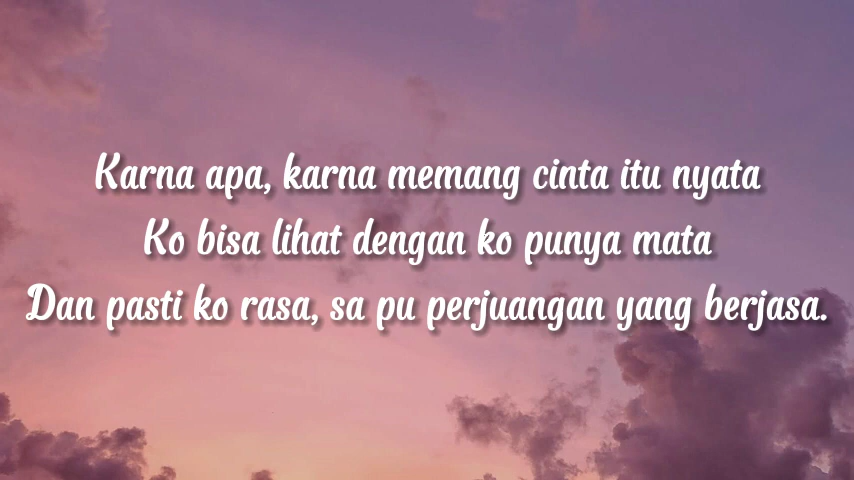 Karna apa, karna memang cinta itu nyata
Ko bisa lihat dengan ko punya mata
Dan pasti ko rasa, sa pu perjuangan yang berjasa.